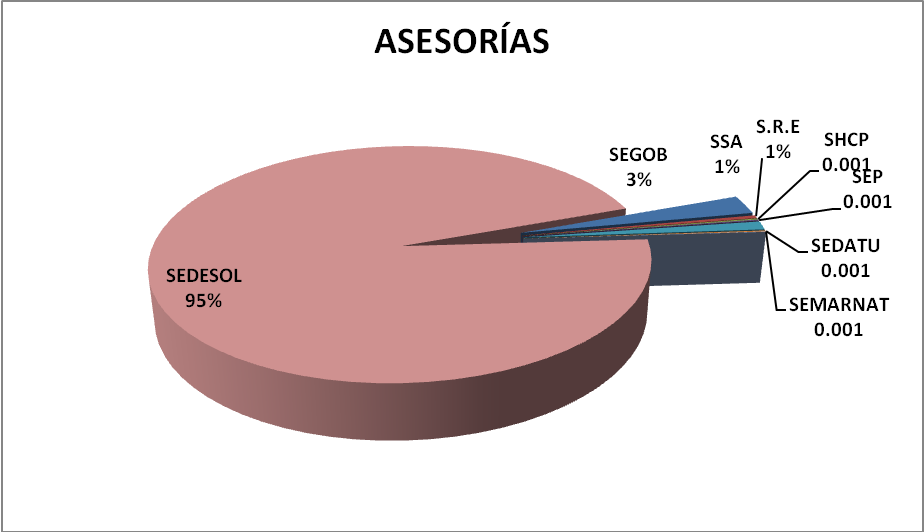 ASESORÍAS
SEDESOL
95%
SEGOB
3%
SSA
1%
S.R.E
1%
SHCP
0.001
SEP
0.001
SEDATU
0.001
SEMARNAT
0.001